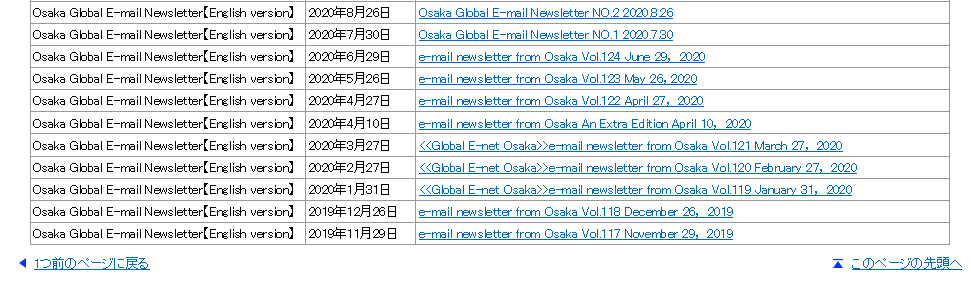 Osaka Global E-mail Newsletter【English version】 2020年8月26日 Osaka Global E-mail Newsletter NO.2 2020.8.26
Osaka Global E-mail Newsletter【English version】 2020年7月30日 Osaka Global E-mail Newsletter NO.1 2020.7.30
Osaka Global E-mail Newsletter【English version】 2020年6月29日 e-mail newsletter from Osaka Vol.124 June 29, 2020
Osaka Global E-mail Newsletter【English version】 2020年5月26日 e-mail newsletter from Osaka Vol.123 May 26, 2020
Osaka Global E-mail Newsletter【English version】 2020年4月27日 e-mail newsletter from Osaka Vol.122 April 27, 2020
Osaka Global E-mail Newsletter【English version】 2020年4月10日 e-mail newsletter from Osaka An Extra Edition April 10, 2020
Osaka Global E-mail Newsletter【English version】 2020年3月27日 <<Global E-net Osaka>>e-mail newsletter from Osaka Vol.121 March 27, 2020
Osaka Global E-mail Newsletter【English version】 2020年2月27日 <<Global E-net Osaka>>e-mail newsletter from Osaka Vol.120 February 27, 2020
Osaka Global E-mail Newsletter【English version】 2020年1月31日 <<Global E-net Osaka>>e-mail newsletter from Osaka Vol.119 January 31, 2020
Osaka Global E-mail Newsletter【English version】 2019年12月26日 e-mail newsletter from Osaka Vol.118 December 26, 2019
Osaka Global E-mail Newsletter【English version】 2019年11月29日 e-mail newsletter from Osaka Vol.117 November 29, 2019
1つ前のページに戻る このページの先頭へ